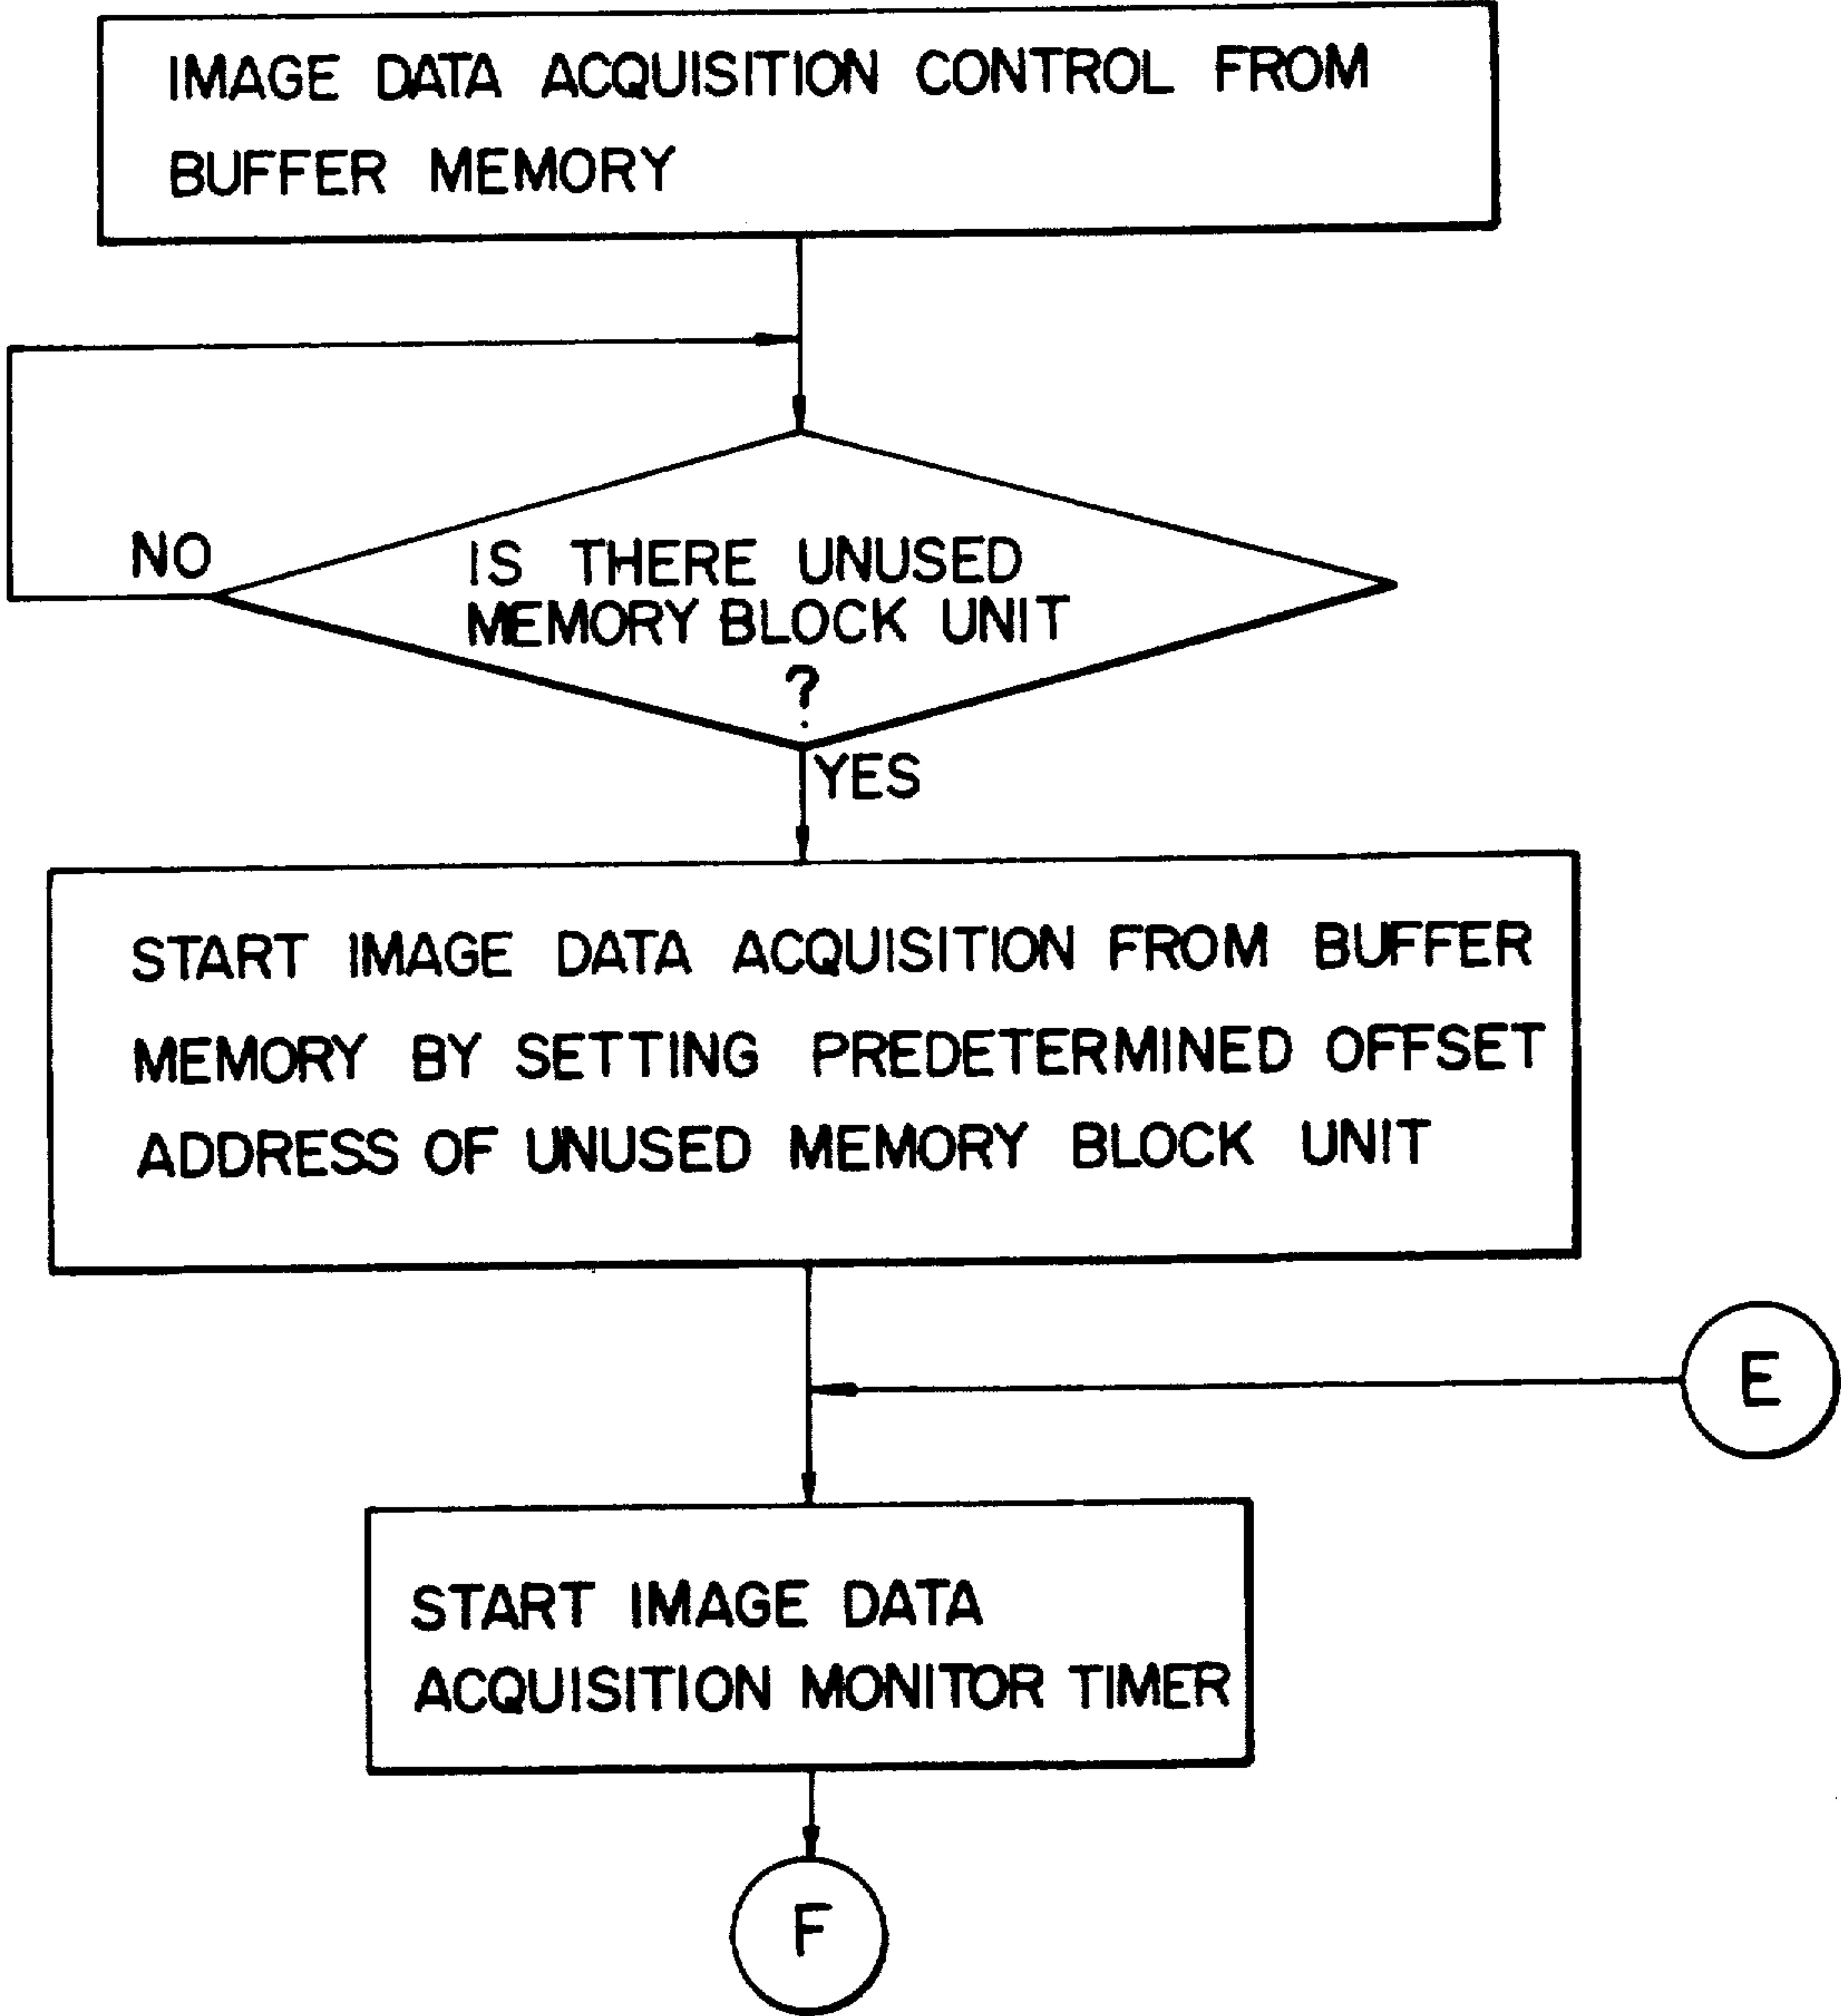 IMAGE DATA ACQUISITION CONTROL FROM
BUFFER MEMORY
NO
IS THERE UNUSED
MEMORY BLOCK UNIT
?
YES
START IMAGE DATA ACQUISITION FROM BUFFER
MEMORY BY SETTING PREDETERMINED OFFSET
ADDRESS OF UNUSED MEMORY BLOCK UNIT
E
START IMAGE DATA
ACQUISITION MONITOR TIMER
F